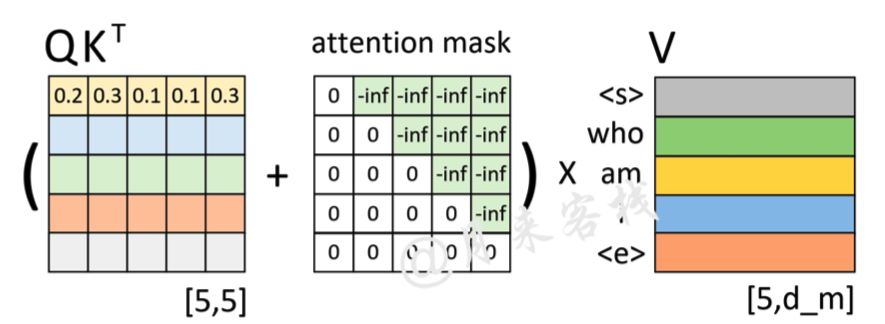 QKᵀ attention mask V
0.2 0.3 0.1 0.1 0.3 0 -inf -inf -inf -inf <s>
0 0 -inf -inf -inf who
( + 0 0 0 -inf -inf ) X am
0 0 0 0 -inf
0 0 0 0 0 <e>
[5,5] [5,d_m]
@月来客栈